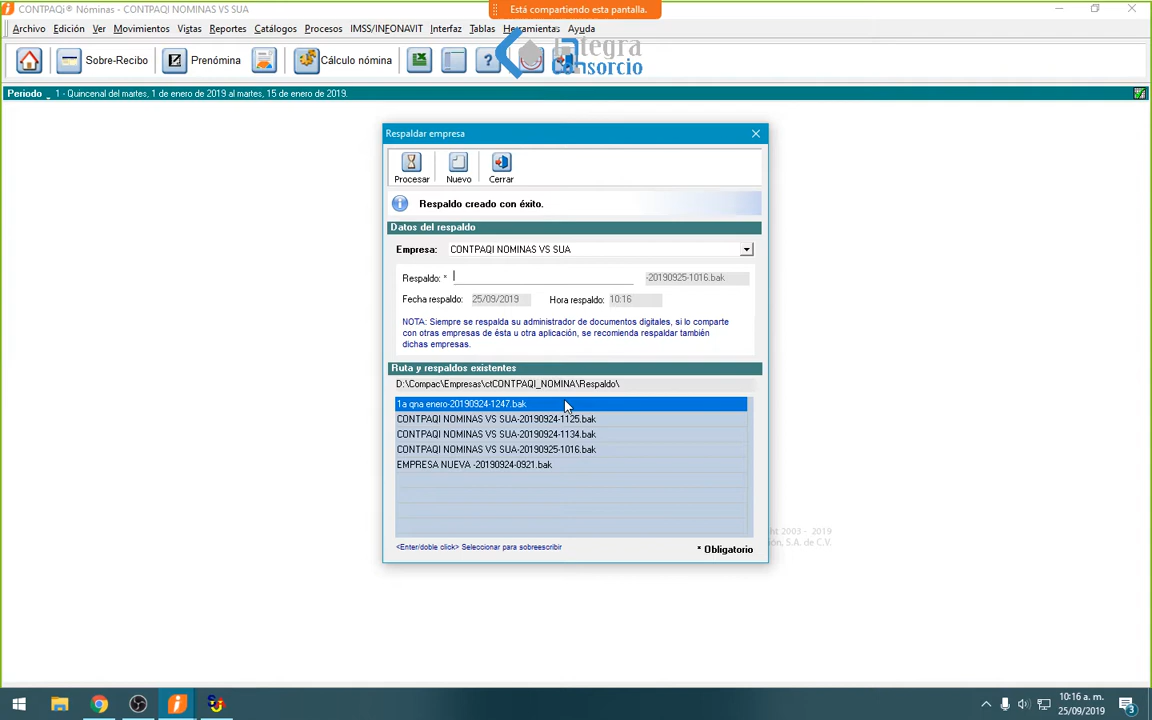 CONTPAQi® Nóminas - CONTPAQI NOMINAS VS SUA
Está compartiendo esta pantalla.
Archivo Edición Ver Movimientos Vistas Reportes Catálogos Procesos IMSS/INFONAVIT Interfaz Tablas Herramientas Ayuda
Sobre-Recibo Prenómina Cálculo nómina
Integra
Consorcio
Periodo 1 - Quincenal del martes, 1 de enero de 2019 al martes, 15 de enero de 2019.
Respaldar empresa
Procesar Nuevo Cerrar
Respaldo creado con éxito.
Datos del respaldo
Empresa: CONTPAQI NOMINAS VS SUA
Respaldo: * -20190925-1016.bak
Fecha respaldo: 25/09/2019 Hora respaldo: 10:16
NOTA: Siempre se respalda su administrador de documentos digitales, si lo comparte
con otras empresas de ésta u otra aplicación, se recomienda respaldar también
dichas empresas.
Ruta y respaldos existentes
D:\Compac\Empresas\ctCONTPAQI_NOMINA\Respaldo\
1a qna enero-20190924-1247.bak
CONTPAQI NOMINAS VS SUA-20190924-1125.bak
CONTPAQI NOMINAS VS SUA-20190924-1134.bak
CONTPAQI NOMINAS VS SUA-20190925-1016.bak
EMPRESA NUEVA -20190924-0921.bak
ht 2003 - 2019
ión, S.A. de C.V.
<Enter/doble click> Seleccionar para sobreescribir
* Obligatorio
10:16 a. m.
25/09/2019
3